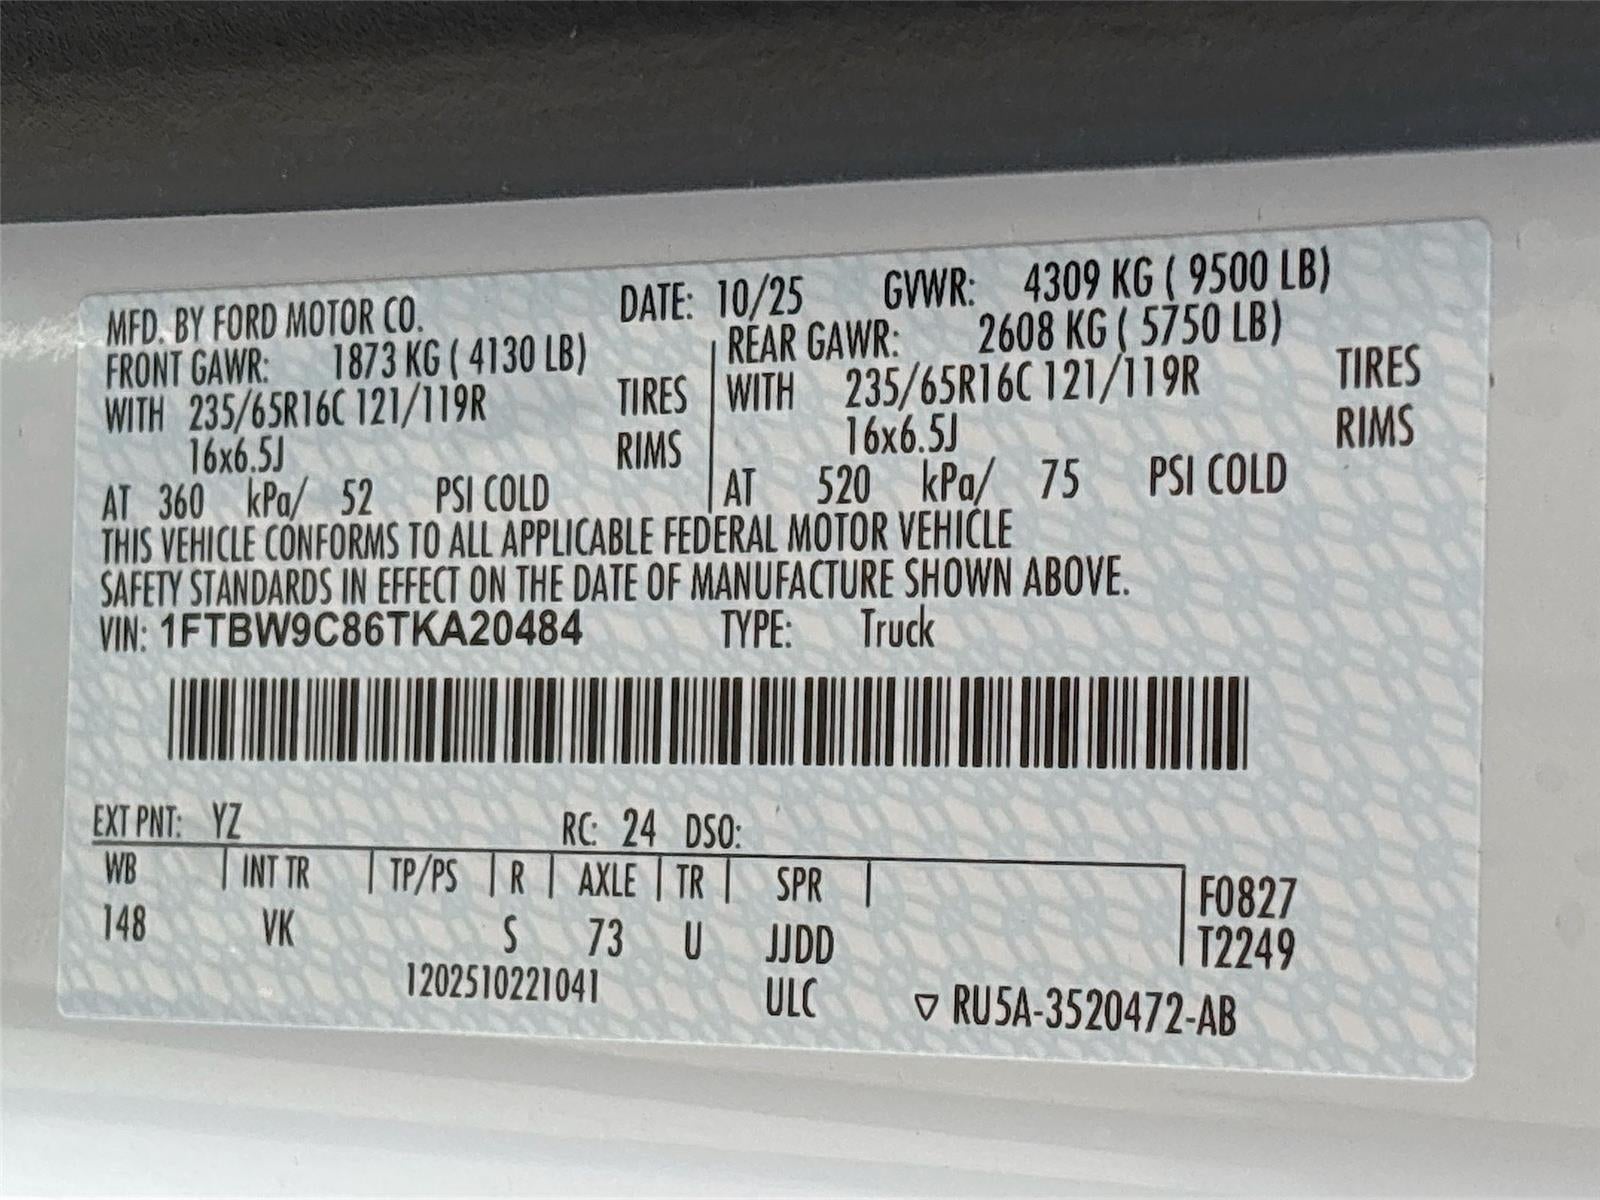 MFD. BY FORD MOTOR CO. DATE: 10/25 GVWR: 4309 KG ( 9500 LB)
FRONT GAWR: 1873 KG ( 4130 LB) REAR GAWR: 2608 KG ( 5750 LB)
WITH 235/65R16C 121/119R TIRES WITH 235/65R16C 121/119R TIRES
16x6.5J RIMS 16x6.5J RIMS
AT 360 kPa/ 52 PSI COLD AT 520 kPa/ 75 PSI COLD
THIS VEHICLE CONFORMS TO ALL APPLICABLE FEDERAL MOTOR VEHICLE
SAFETY STANDARDS IN EFFECT ON THE DATE OF MANUFACTURE SHOWN ABOVE.
VIN: 1FTBW9C86TKA20484 TYPE: Truck
EXT PNT: YZ RC: 24 DSO:
WB INT TR TP/PS R AXLE TR SPR F0827
148 VK S 73 U JJDD T2249
1202510221041 ULC ▽ RU5A-3520472-AB